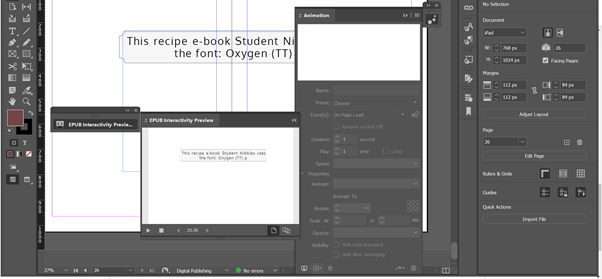 This recipe e-book Student Nib
the font: Oxygen (TT)
EPUB Interactivity Preview...
EPUB Interactivity Preview
This recipe e-book Student Nibbles uses
the font: Oxygen (TT) p
25-26
27%
26
Digital Publishing
No errors
Animation
Name:
Preset: Choose
Event(s): On Page Load
Reverse on Roll Off
Duration: 1 second
Play: 1 time Loop
Speed:
Properties
Animate:
Animate To
Rotate:
Scale: W: H:
Opacity:
Visibility: Hide Until Animated
Hide After Animating
No Selection
Document
iPad
W: 768 px 26
H: 1024 px Facing Pages
Margins
112 px 84 px
112 px 84 px
Adjust Layout
Page
26
Edit Page
Rulers & Grids
Guides
Quick Actions
Import File